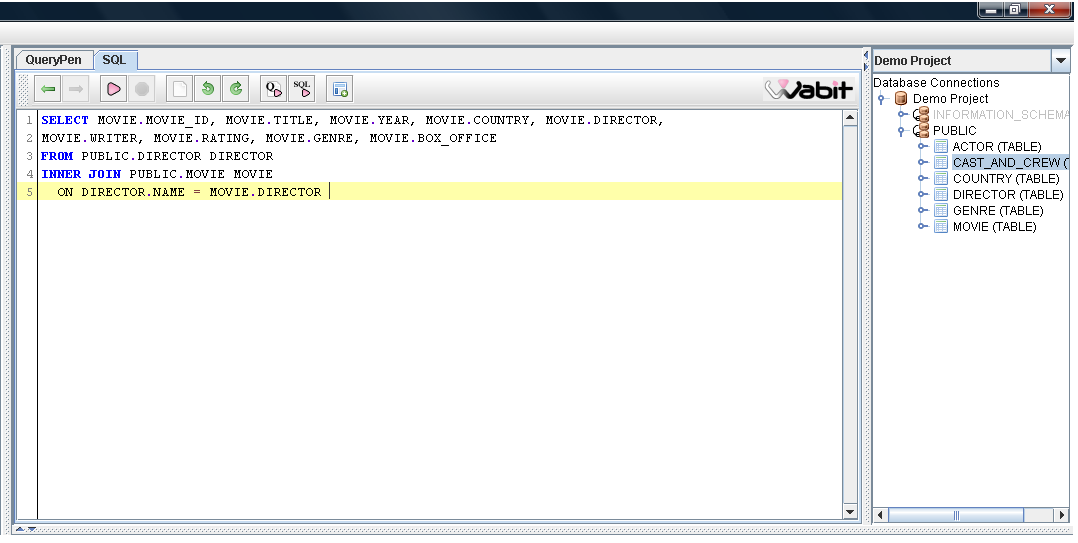 QueryPen SQL
Demo Project
Q SQL
Wabit
Database Connections
Demo Project
INFORMATION_SCHEMA
PUBLIC
ACTOR (TABLE)
CAST_AND_CREW (
COUNTRY (TABLE)
DIRECTOR (TABLE)
GENRE (TABLE)
MOVIE (TABLE)
1 SELECT MOVIE.MOVIE_ID, MOVIE.TITLE, MOVIE.YEAR, MOVIE.COUNTRY, MOVIE.DIRECTOR,
2 MOVIE.WRITER, MOVIE.RATING, MOVIE.GENRE, MOVIE.BOX_OFFICE
3 FROM PUBLIC.DIRECTOR DIRECTOR
4 INNER JOIN PUBLIC.MOVIE MOVIE
5 ON DIRECTOR.NAME = MOVIE.DIRECTOR